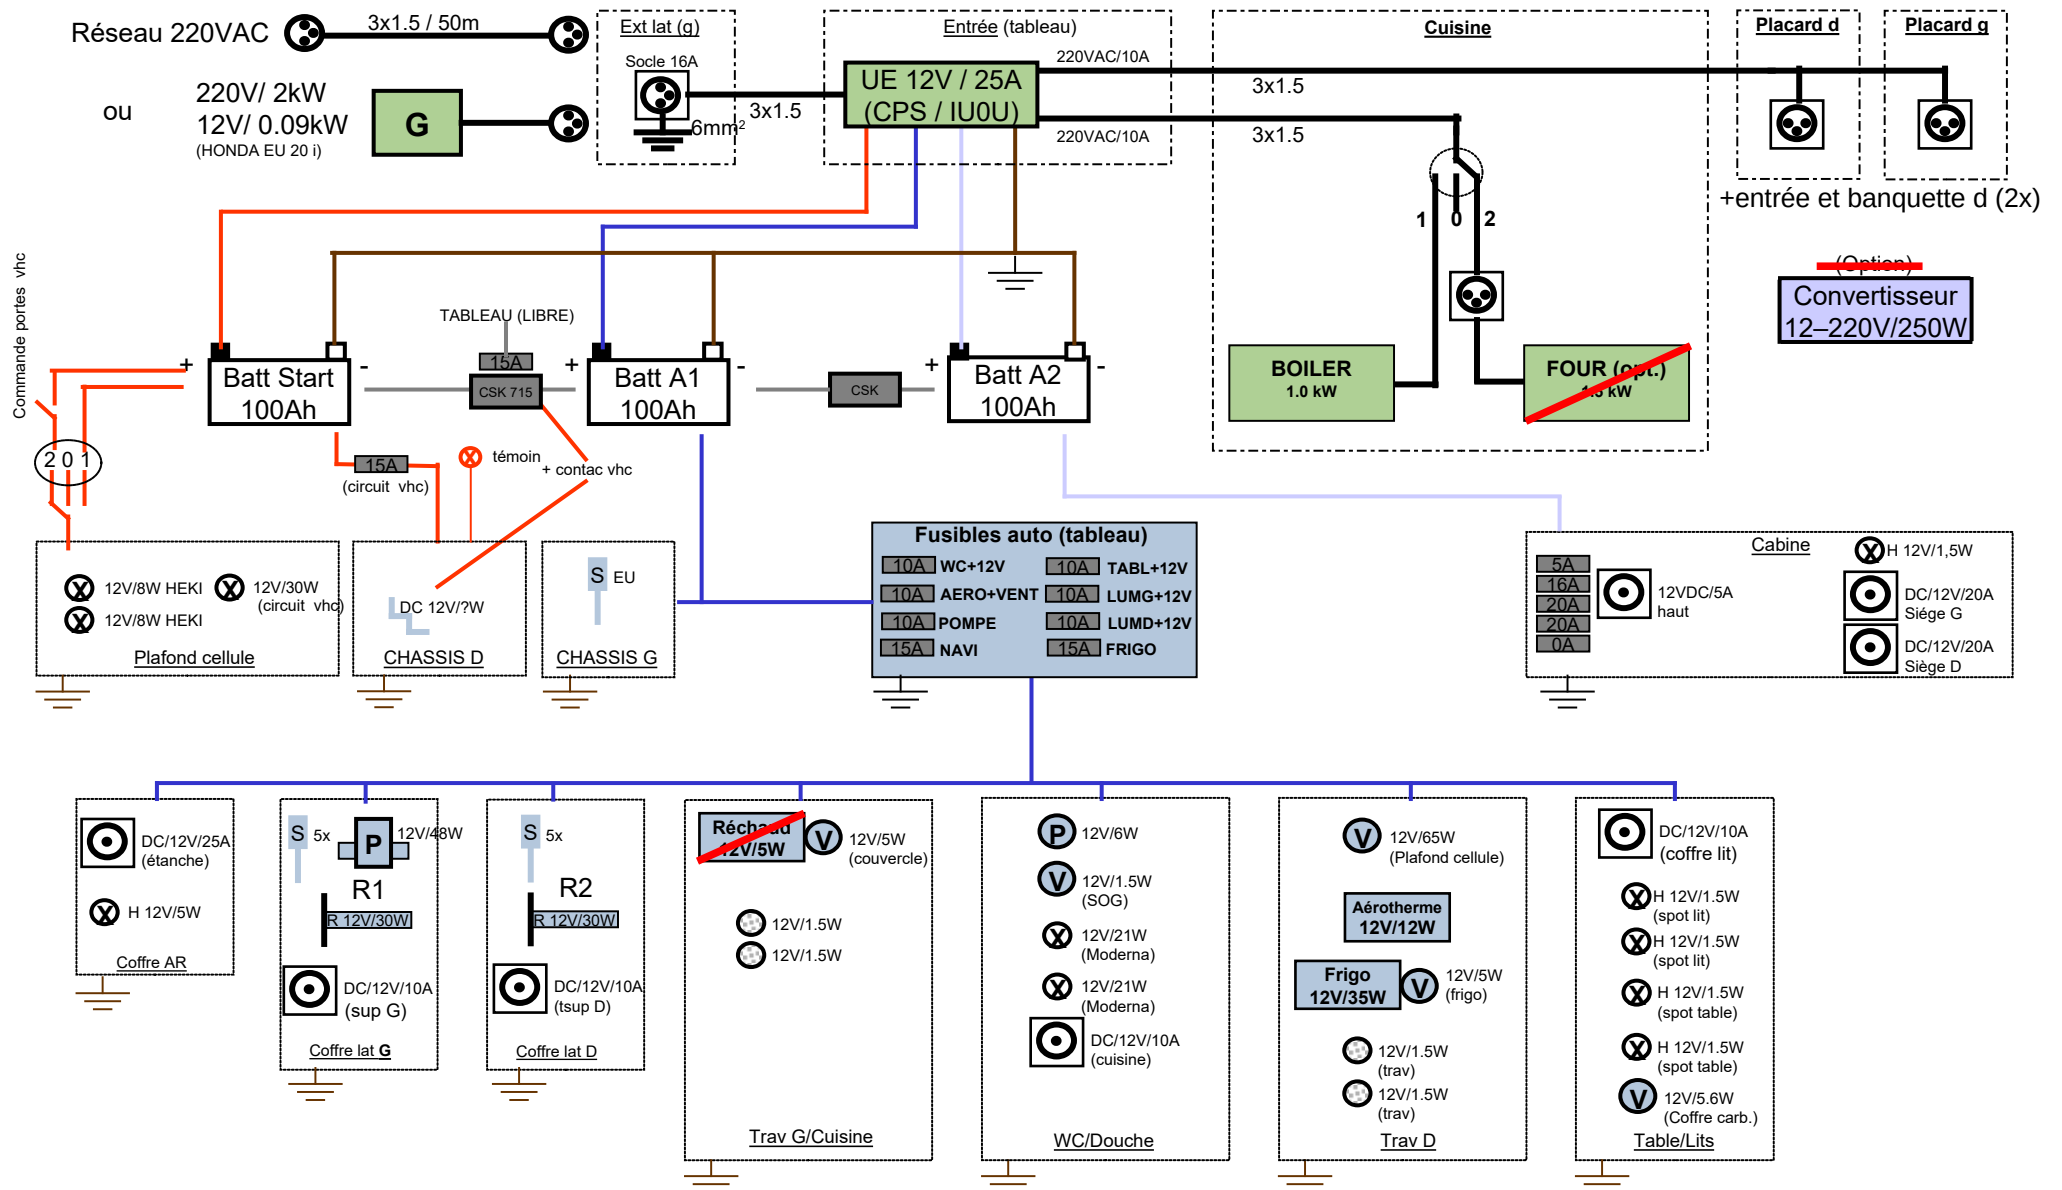 Réseau 220VAC
3x1.5 / 50m
ou
220V/ 2kW
12V/ 0.09kW
(HONDA EU 20 i)
G
Ext lat (g)
Socle 16A
6mm²
3x1.5
Entrée (tableau)
UE 12V / 25A
(CPS / IU0U)
220VAC/10A
3x1.5
220VAC/10A
3x1.5
Cuisine
1 0 2
BOILER
1.0 kW
FOUR (opt.)
kW
Placard d
Placard g
+entrée et banquette d (2x)
(Option)
Convertisseur
12–220V/250W
Commande portes vhc
2 0 1
+
Batt Start
100Ah
-
TABLEAU (LIBRE)
15A
CSK 715
+
Batt A1
100Ah
-
CSK
+
Batt A2
100Ah
-
15A
(circuit vhc)
témoin
+ contac vhc
12V/8W HEKI
12V/8W HEKI
12V/30W
(circuit vhc)
Plafond cellule
DC 12V/?W
CHASSIS D
S EU
CHASSIS G
Fusibles auto (tableau)
10A WC+12V
10A TABL+12V
10A AERO+VENT
10A LUMG+12V
10A POMPE
10A LUMD+12V
15A NAVI
15A FRIGO
Cabine
5A
16A
20A
20A
0A
12VDC/5A
haut
H 12V/1,5W
DC/12V/20A
Siége G
DC/12V/20A
Siège D
DC/12V/25A
(étanche)
H 12V/5W
Coffre AR
S 5x
P
12V/48W
R1
R 12V/30W
DC/12V/10A
(sup G)
Coffre lat G
S 5x
R2
R 12V/30W
DC/12V/10A
(tsup D)
Coffre lat D
Réchaud
12V/5W
V
12V/5W
(couvercle)
12V/1.5W
12V/1.5W
Trav G/Cuisine
P 12V/6W
V 12V/1.5W
(SOG)
12V/21W
(Moderna)
12V/21W
(Moderna)
DC/12V/10A
(cuisine)
WC/Douche
V 12V/65W
(Plafond cellule)
Aérotherme
12V/12W
Frigo
12V/35W
V
12V/5W
(frigo)
12V/1.5W
(trav)
12V/1.5W
(trav)
Trav D
DC/12V/10A
(coffre lit)
H 12V/1.5W
(spot lit)
H 12V/1.5W
(spot lit)
H 12V/1.5W
(spot table)
H 12V/1.5W
(spot table)
V 12V/5.6W
(Coffre carb.)
Table/Lits